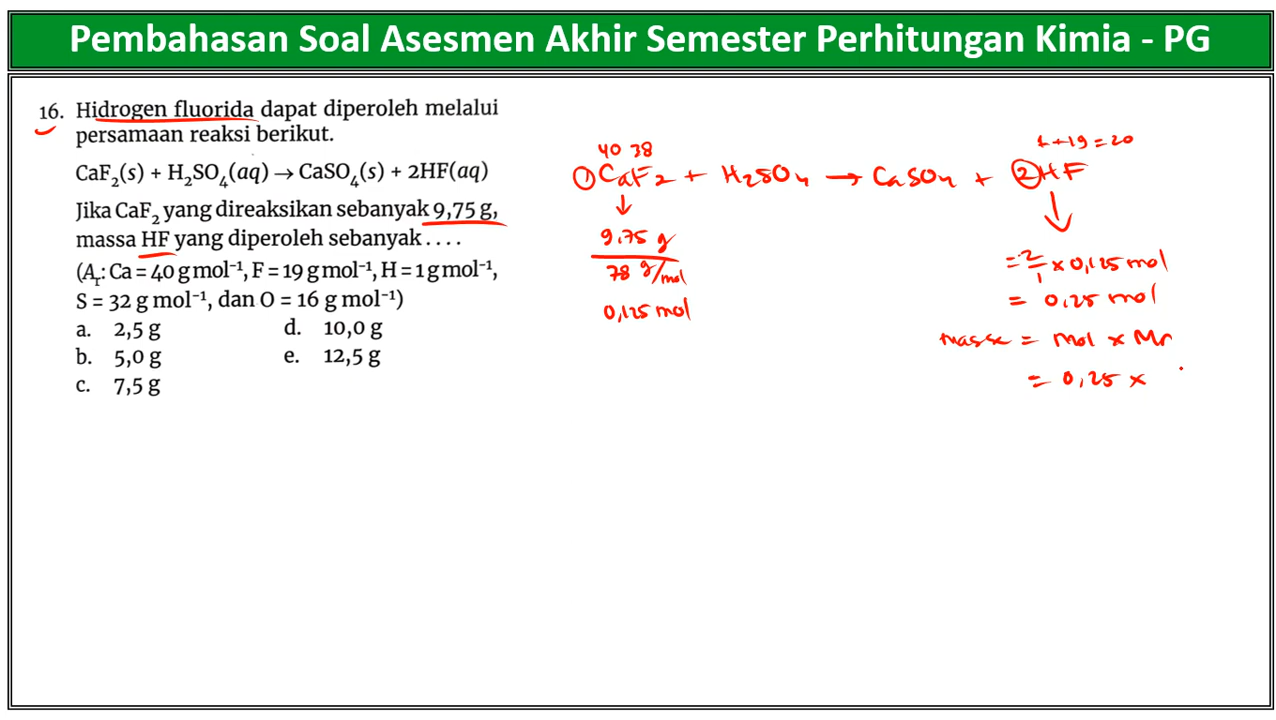 Pembahasan Soal Asesmen Akhir Semester Perhitungan Kimia - PG
16. Hidrogen fluorida dapat diperoleh melalui
persamaan reaksi berikut.
CaF₂(s) + H₂SO₄(aq) → CaSO₄(s) + 2HF(aq)
Jika CaF₂ yang direaksikan sebanyak 9,75 g,
massa HF yang diperoleh sebanyak . . . .
(Aᵣ: Ca = 40 g mol⁻¹, F = 19 g mol⁻¹, H = 1 g mol⁻¹,
S = 32 g mol⁻¹, dan O = 16 g mol⁻¹)
a. 2,5 g
b. 5,0 g
c. 7,5 g
d. 10,0 g
e. 12,5 g
40 38
1+19=20
1 CaF2 + H2SO4 → CaSO4 + 2 HF
9.75 g
78 g/mol
0,125 mol
= 2/1 × 0,125 mol
= 0,25 mol
massa = mol × Mr
= 0,25 ×